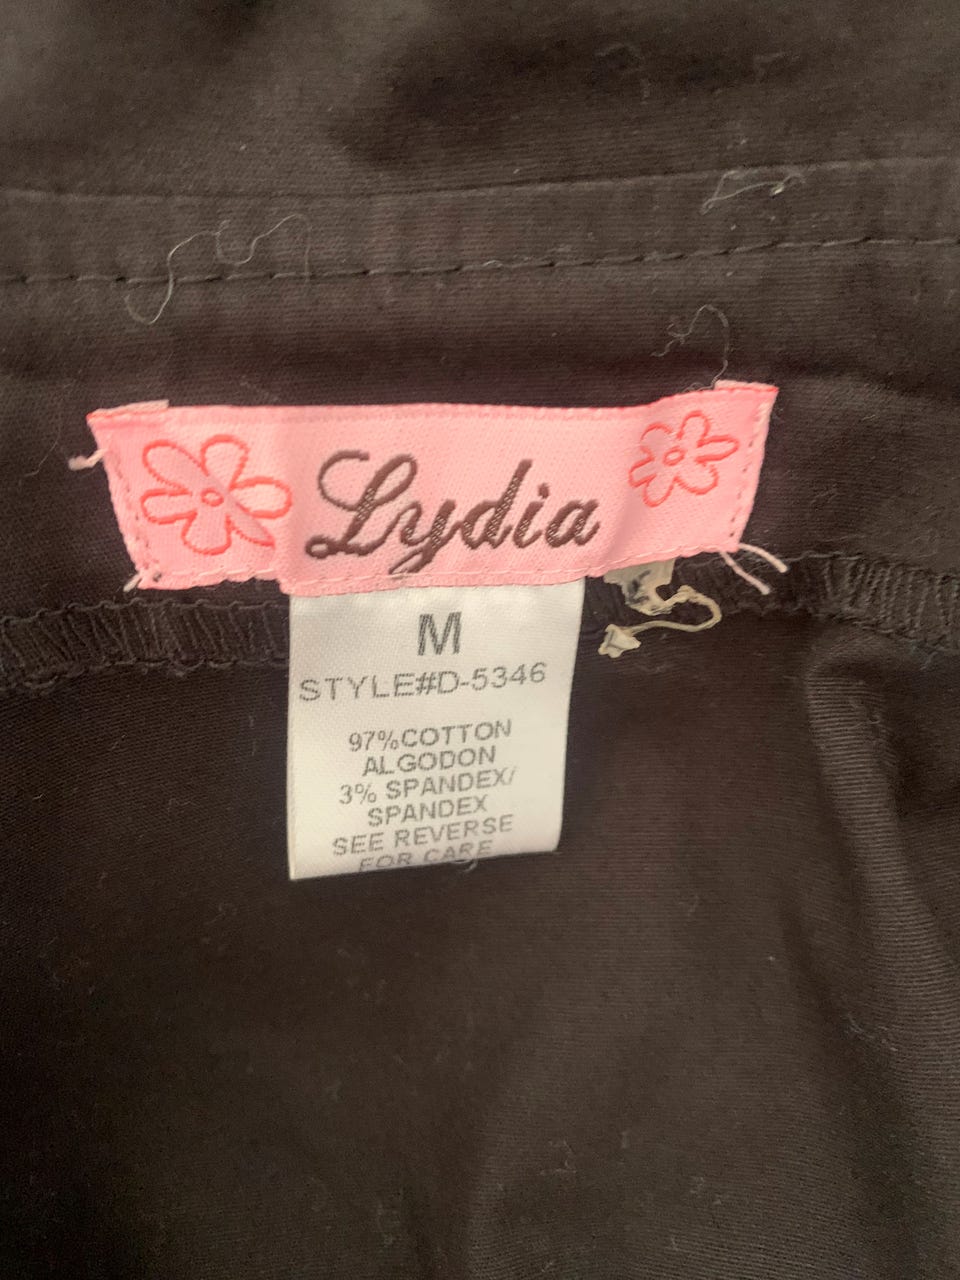 Lydia
M
STYLE#D-5346
97%COTTON
ALGODON
3% SPANDEX/
SPANDEX
SEE REVERSE
FOR CARE